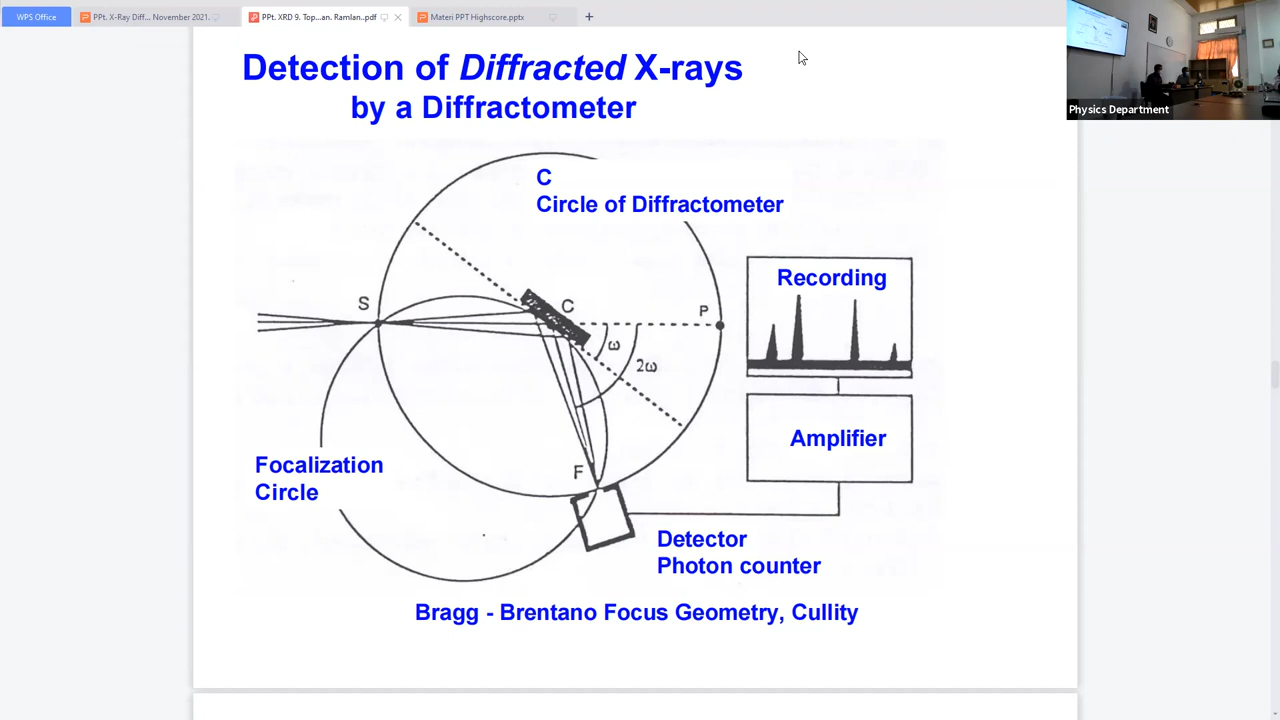 WPS Office
PPt. X-Ray Diff... November 2021.
PPt. XRD 9. Top...an. Ramlan..pdf
Materi PPT Highscore.pptx
Physics Department
Detection of Diffracted X-rays
by a Diffractometer
C
Circle of Diffractometer
S
C
P
ω
2ω
F
Recording
Amplifier
Focalization
Circle
Detector
Photon counter
Bragg - Brentano Focus Geometry, Cullity